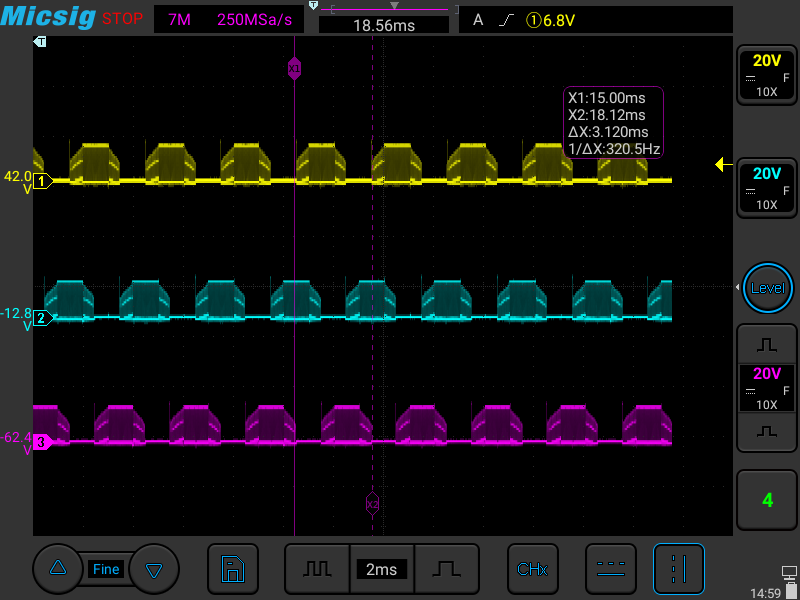 Micsig STOP 7M 250MSa/s T 18.56ms A ①6.8V
T
X1
X1:15.00ms
X2:18.12ms
ΔX:3.120ms
1/ΔX:320.5Hz
20V
F
10X
42.0
V
1
20V
F
10X
-12.8
V
2
Level
20V
F
10X
-62.4
V
3
X2
4
Fine
2ms
CHx
14:59